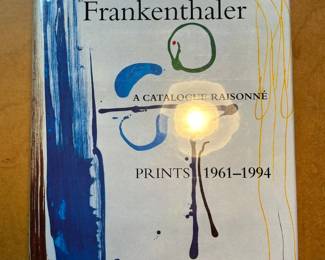 Frankenthaler
A CATALOGUE RAISONNÉ
PRINTS 1961–1994